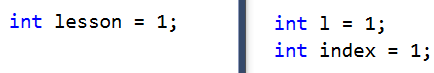 int lesson = 1;
int l = 1;
int index = 1;